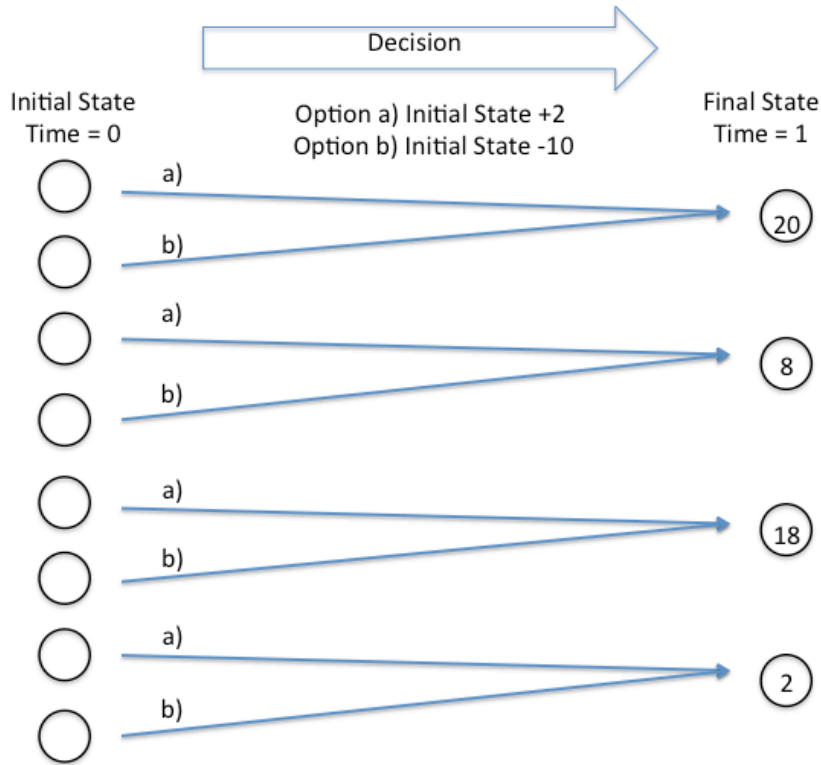 Decision
Initial State
Time = 0
Option a) Initial State +2
Option b) Initial State -10
Final State
Time = 1
a)
20
b)
a)
8
b)
a)
18
b)
a)
2
b)